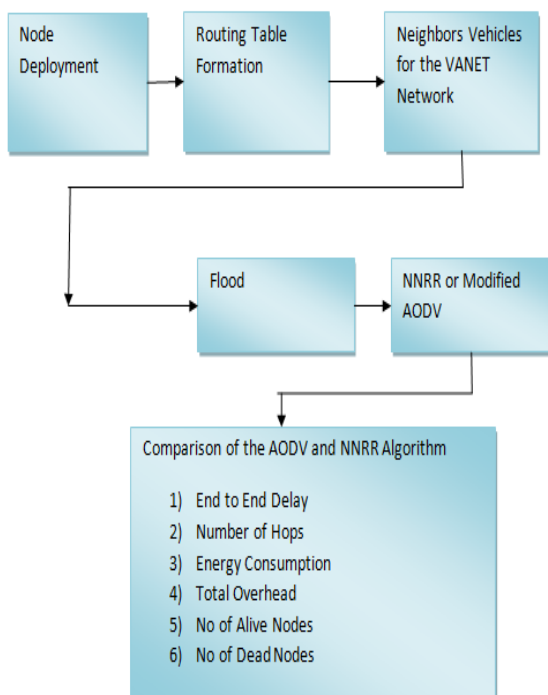 Node
Deployment
Routing Table
Formation
Neighbors Vehicles
for the VANET
Network
Flood
NNRR or Modified
AODV
Comparison of the AODV and NNRR Algorithm
1) End to End Delay
2) Number of Hops
3) Energy Consumption
4) Total Overhead
5) No of Alive Nodes
6) No of Dead Nodes